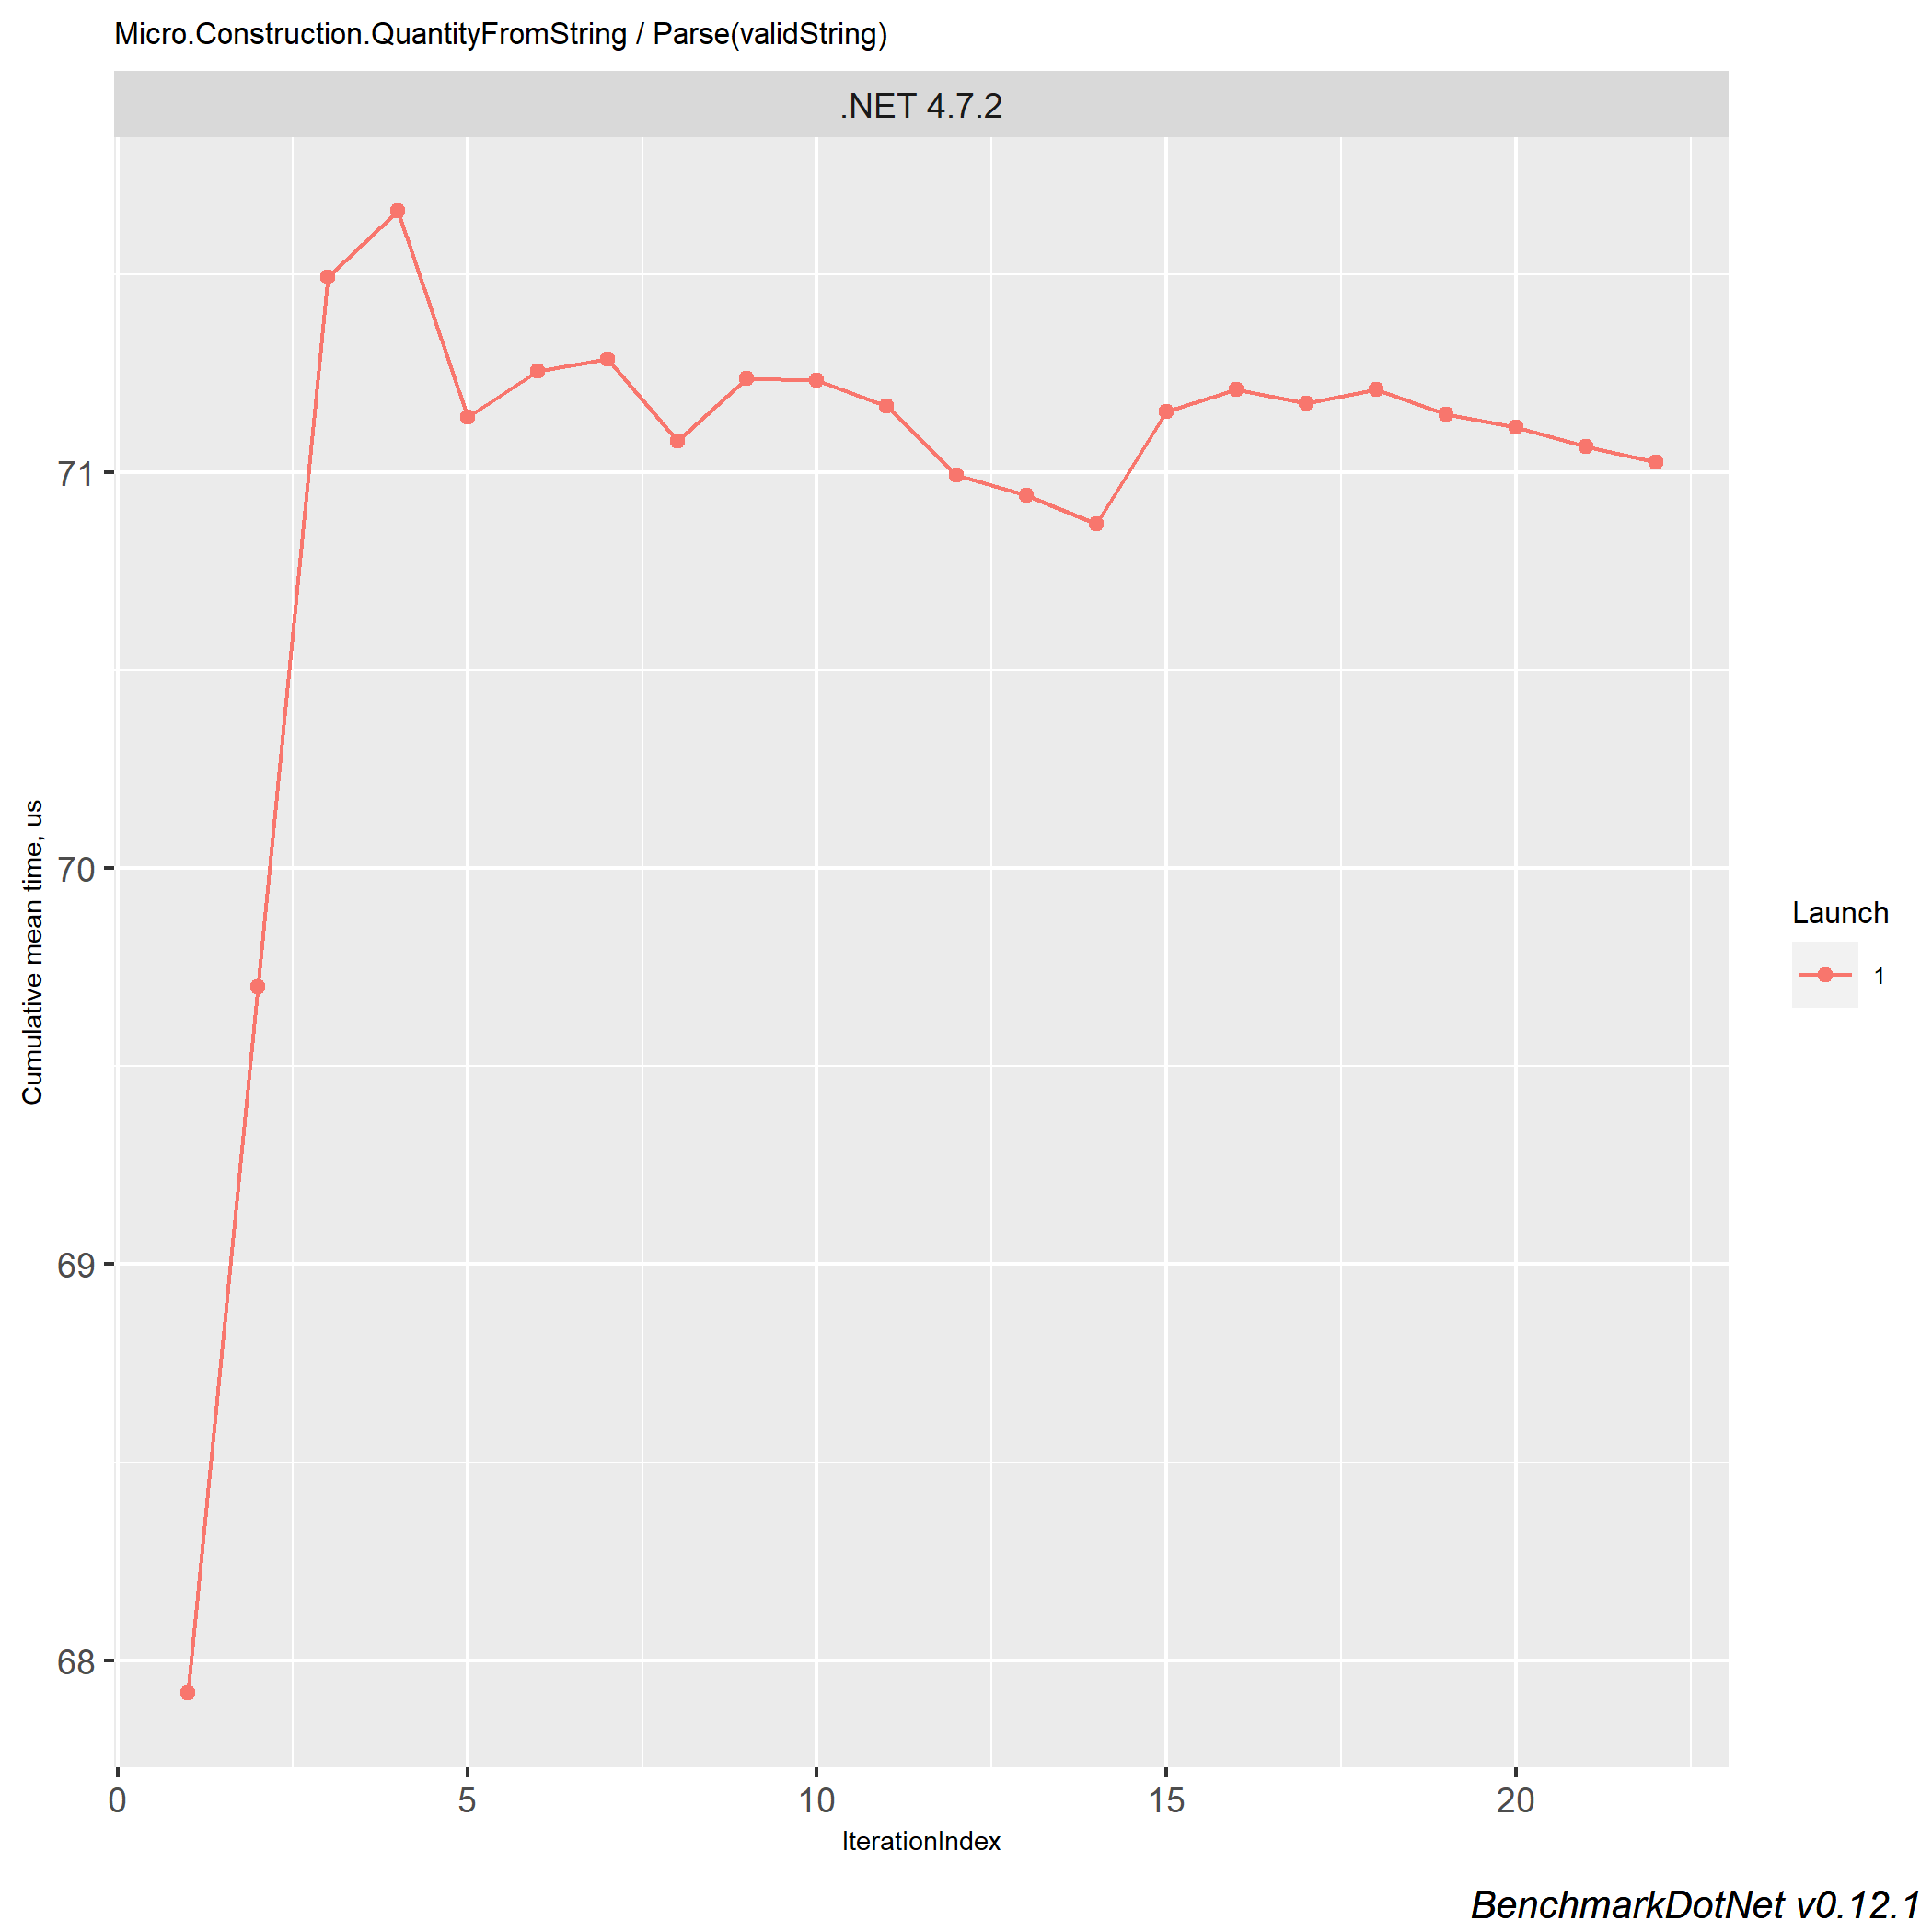 Micro.Construction.QuantityFromString / Parse(validString)
.NET 4.7.2
Cumulative mean time, us
71
70
69
68
0 5 10 15 20
IterationIndex
Launch
1
BenchmarkDotNet v0.12.1